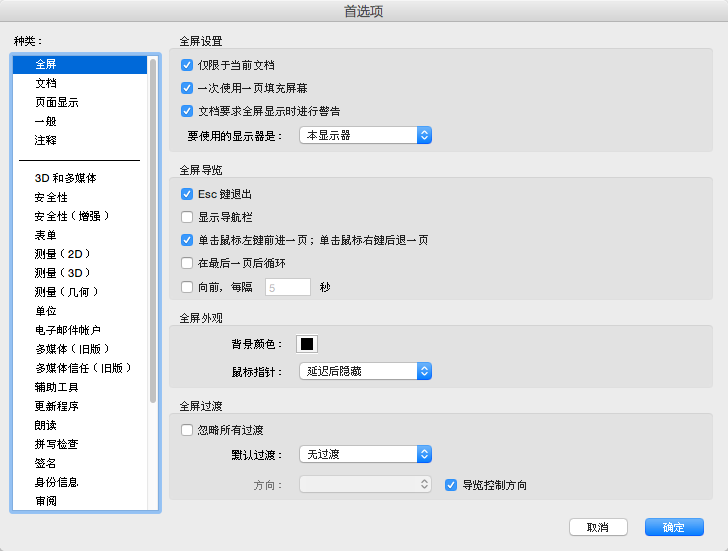 首选项
种类：
全屏
文档
页面显示
一般
注释
3D 和多媒体
安全性
安全性（增强）
表单
测量（2D）
测量（3D）
测量（几何）
单位
电子邮件帐户
多媒体（旧版）
多媒体信任（旧版）
辅助工具
更新程序
朗读
拼写检查
签名
身份信息
审阅
全屏设置
仅限于当前文档
一次使用一页填充屏幕
文档要求全屏显示时进行警告
要使用的显示器是： 本显示器
全屏导览
Esc 键退出
显示导航栏
单击鼠标左键前进一页；单击鼠标右键后退一页
在最后一页后循环
向前，每隔 5 秒
全屏外观
背景颜色：
鼠标指针： 延迟后隐藏
全屏过渡
忽略所有过渡
默认过渡： 无过渡
方向： 导览控制方向
取消 确定